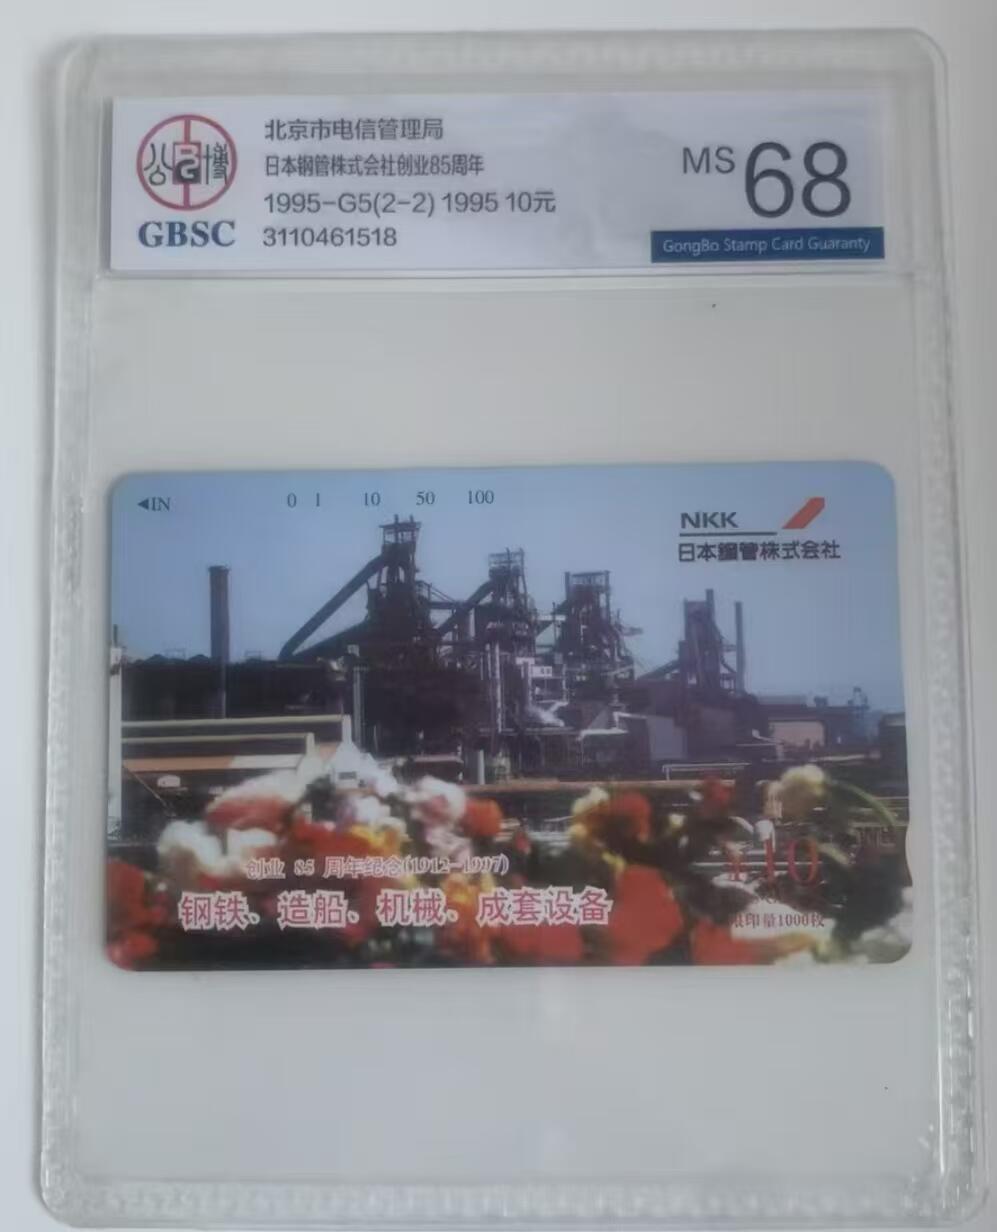 公博
GBSC
北京市电信管理局
日本钢管株式会社创业85周年
1995-G5(2-2) 1995 10元
3110461518
MS 68
GongBo Stamp Card Guaranty
◀IN 0 1 10 50 100
NKK
日本鋼管株式会社
创业 85 周年纪念(1912-1997)
钢铁、造船、机械、成套设备
¥10
限印量1000枚